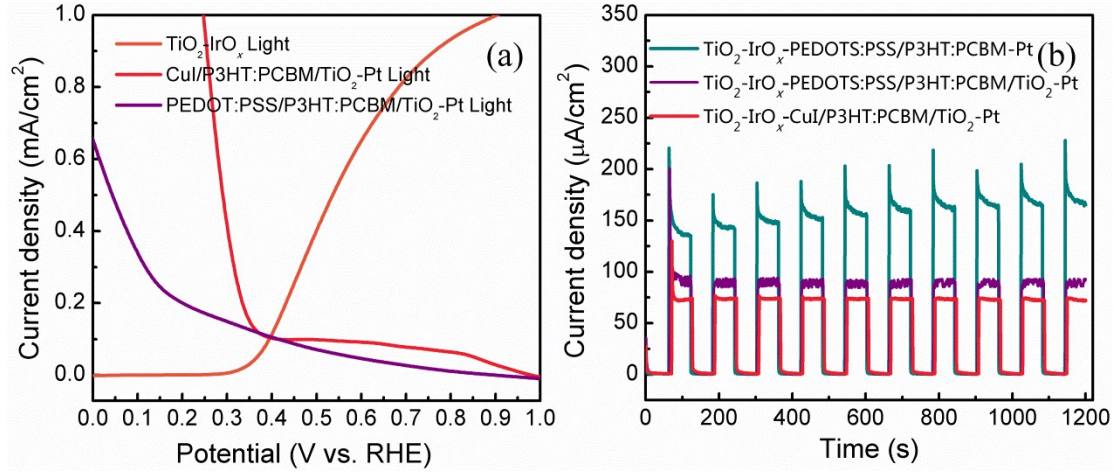 1.0
0.8
0.6
0.4
0.2
0.0
Current density (mA/cm²)
TiO₂-IrOₓ Light
CuI/P3HT:PCBM/TiO₂-Pt Light
PEDOT:PSS/P3HT:PCBM/TiO₂-Pt Light
(a)
0.0 0.1 0.2 0.3 0.4 0.5 0.6 0.7 0.8 0.9 1.0
Potential (V vs. RHE)
350
300
250
200
150
100
50
0
Current density (μA/cm²)
(b)
TiO₂-IrOₓ-PEDOTS:PSS/P3HT:PCBM-Pt
TiO₂-IrOₓ-PEDOTS:PSS/P3HT:PCBM/TiO₂-Pt
TiO₂-IrOₓ-CuI/P3HT:PCBM/TiO₂-Pt
0 200 400 600 800 1000 1200
Time (s)